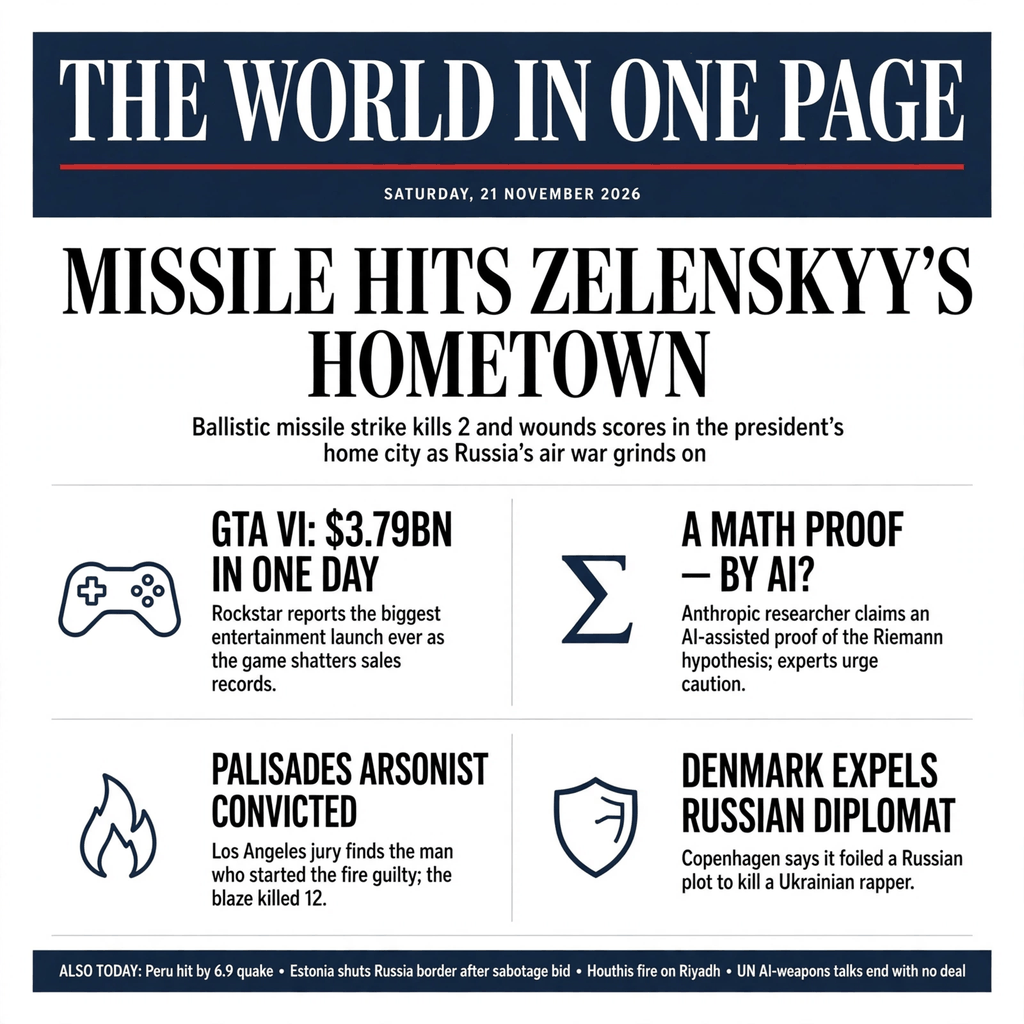 THE WORLD IN ONE PAGE
SATURDAY, 21 NOVEMBER 2026
MISSILE HITS ZELENSKYY’S
HOMETOWN
Ballistic missile strike kills 2 and wounds scores in the president’s
home city as Russia’s air war grinds on
GTA VI: $3.79BN
IN ONE DAY
Rockstar reports the biggest
entertainment launch ever as
the game shatters sales
records.
Σ
A MATH PROOF
— BY AI?
Anthropic researcher claims an
AI-assisted proof of the Riemann
hypothesis; experts urge
caution.
PALISADES ARSONIST
CONVICTED
Los Angeles jury finds the man
who started the fire guilty; the
blaze killed 12.
DENMARK EXPELS
RUSSIAN DIPLOMAT
Copenhagen says it foiled a Russian
plot to kill a Ukrainian rapper.
ALSO TODAY: Peru hit by 6.9 quake • Estonia shuts Russia border after sabotage bid • Houthis fire on Riyadh • UN AI-weapons talks end with no deal